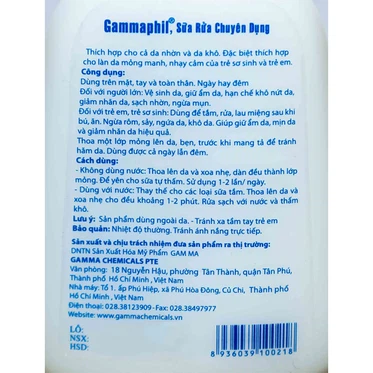 Gammaphil® Sữa Rửa Chuyên Dụng
Thích hợp cho cả da nhờn và da khô. Đặc biệt thích hợp
cho làn da mỏng manh, nhạy cảm của trẻ sơ sinh và trẻ em.
Công dụng:
Dùng trên mặt, tay và toàn thân. Ngày hay đêm
Đối với người lớn: Vệ sinh da, giữ ẩm da, hạn chế khô nứt da,
giảm nhăn da, sạch nhờn, ngừa mụn.
Đối với trẻ em, trẻ sơ sinh: Dùng để tắm, rửa, lau miệng sau khi
bú, ăn. Ngừa rôm, sảy, ngứa da, khô da. Giúp giữ ẩm da, mịn da
và giảm nhăn da hiệu quả.
Thoa một lớp mỏng lên da, bẹn, trước khi mang tã để tránh
hăm da. Dùng được cả ngày lẫn đêm.
Cách dùng:
- Không dùng nước: Thoa lên da và xoa nhẹ, dàn đều thành lớp
mỏng. Để yên cho sữa tự thấm. Sử dụng 1-2 lần/ ngày.
- Dùng với nước: Thay thế cho các loại sữa tắm. Thoa lên da và
xoa nhẹ cho đều khoảng 1-2 phút. Rửa sạch với nước và thấm
khô.
Lưu ý: Sản phẩm dùng ngoài da. - Tránh xa tầm tay trẻ em
Bảo quản: Nhiệt độ thường. Tránh ánh nắng trực tiếp.
Sản xuất và chịu trách nhiệm đưa sản phẩm ra thị trường:
DNTN Sản Xuất Hóa Mỹ Phẩm GAM MA
GAMMA CHEMICALS PTE
Văn phòng: 18 Nguyễn Hậu, phường Tân Thành, quận Tân Phú,
Thành phố Hồ Chí Minh, Việt Nam
Nhà máy: Tổ 1. ấp Phú Hiệp, xã Phú Hòa Đông, Củ Chi, Thành phố
Hồ Chí Minh , Việt Nam
Điện thoại: 028.38123909- Fax: 028.38497977
Website: www.gammachemicals.vn
LÔ:
NSX:
HSD:
8 936039 100218